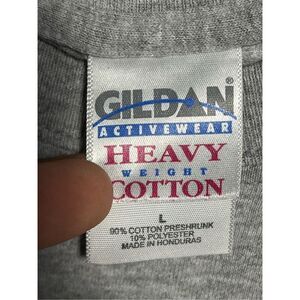 GILDAN®
ACTIVEWEAR
HEAVY
WEIGHT
COTTON
L
90% COTTON PRESHRUNK
10% POLYESTER
MADE IN HONDURAS